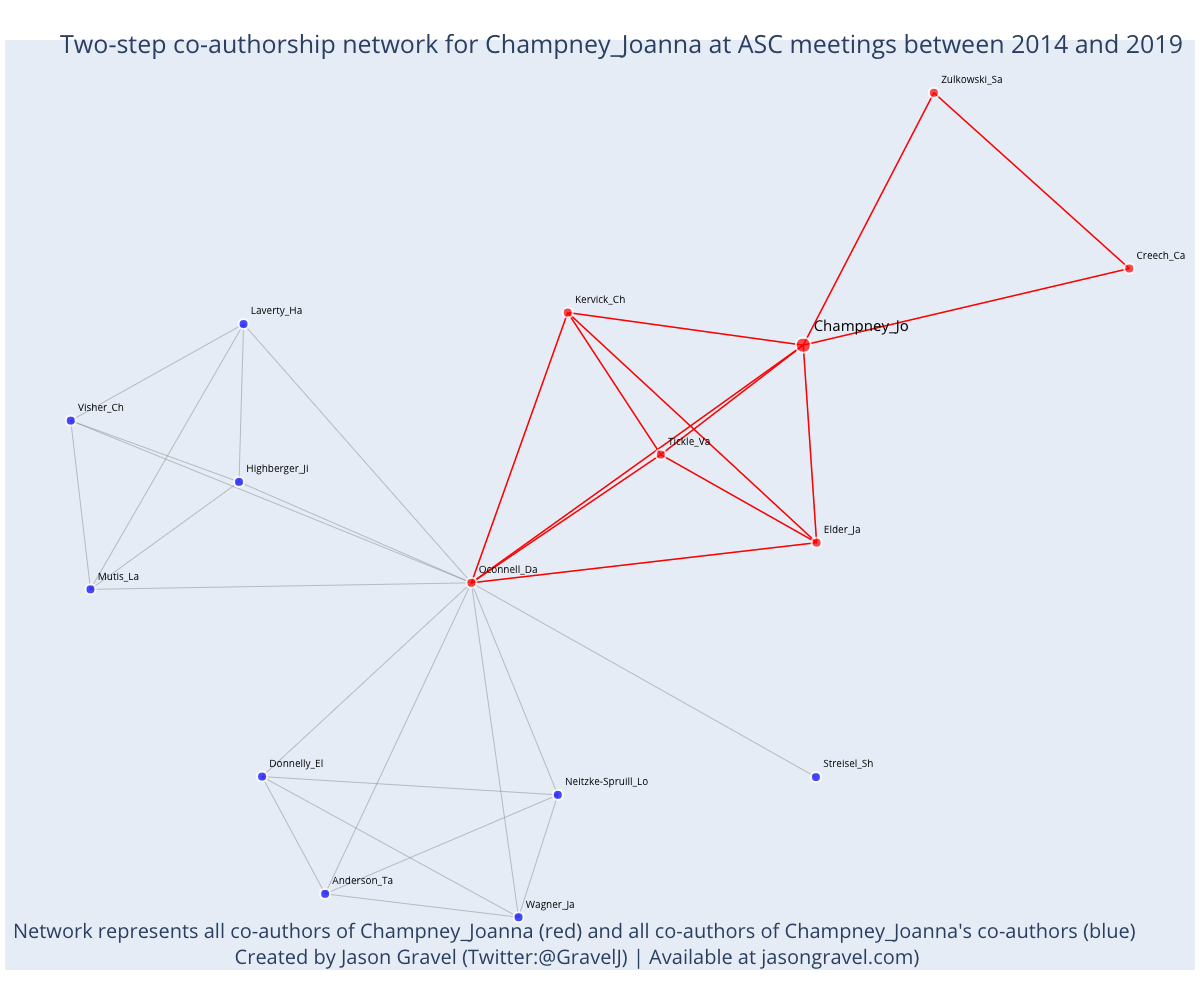 Two-step co-authorship network for Champney_Joanna at ASC meetings between 2014 and 2019
Zulkowski_Sa
Creech_Ca
Kervick_Ch
Laverty_Ha
Champney_Jo
Visher_Ch
Tickle_Va
Highberger_Ji
Elder_Ja
Oconnell_Da
Mutis_La
Donnelly_El
Streisel_Sh
Neitzke-Spruill_Lo
Anderson_Ta
Wagner_Ja
Network represents all co-authors of Champney_Joanna (red) and all co-authors of Champney_Joanna's co-authors (blue)
Created by Jason Gravel (Twitter:@GravelJ) | Available at jasongravel.com)